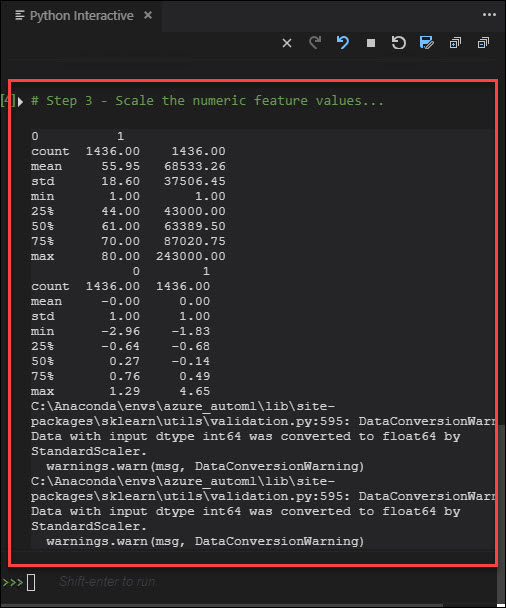 Python Interactive
[4] # Step 3 - Scale the numeric feature values...
0 1
count 1436.00 1436.00
mean 55.95 68533.26
std 18.60 37506.45
min 1.00 1.00
25% 44.00 43000.00
50% 61.00 63389.50
75% 70.00 87020.75
max 80.00 243000.00
0 1
count 1436.00 1436.00
mean -0.00 0.00
std 1.00 1.00
min -2.96 -1.83
25% -0.64 -0.68
50% 0.27 -0.14
75% 0.76 0.49
max 1.29 4.65
C:\Anaconda\envs\azure_automl\lib\site-
packages\sklearn\utils\validation.py:595: DataConversionWarn
Data with input dtype int64 was converted to float64 by
StandardScaler.
warnings.warn(msg, DataConversionWarning)
C:\Anaconda\envs\azure_automl\lib\site-
packages\sklearn\utils\validation.py:595: DataConversionWarn
Data with input dtype int64 was converted to float64 by
StandardScaler.
warnings.warn(msg, DataConversionWarning)
>>> Shift-enter to run